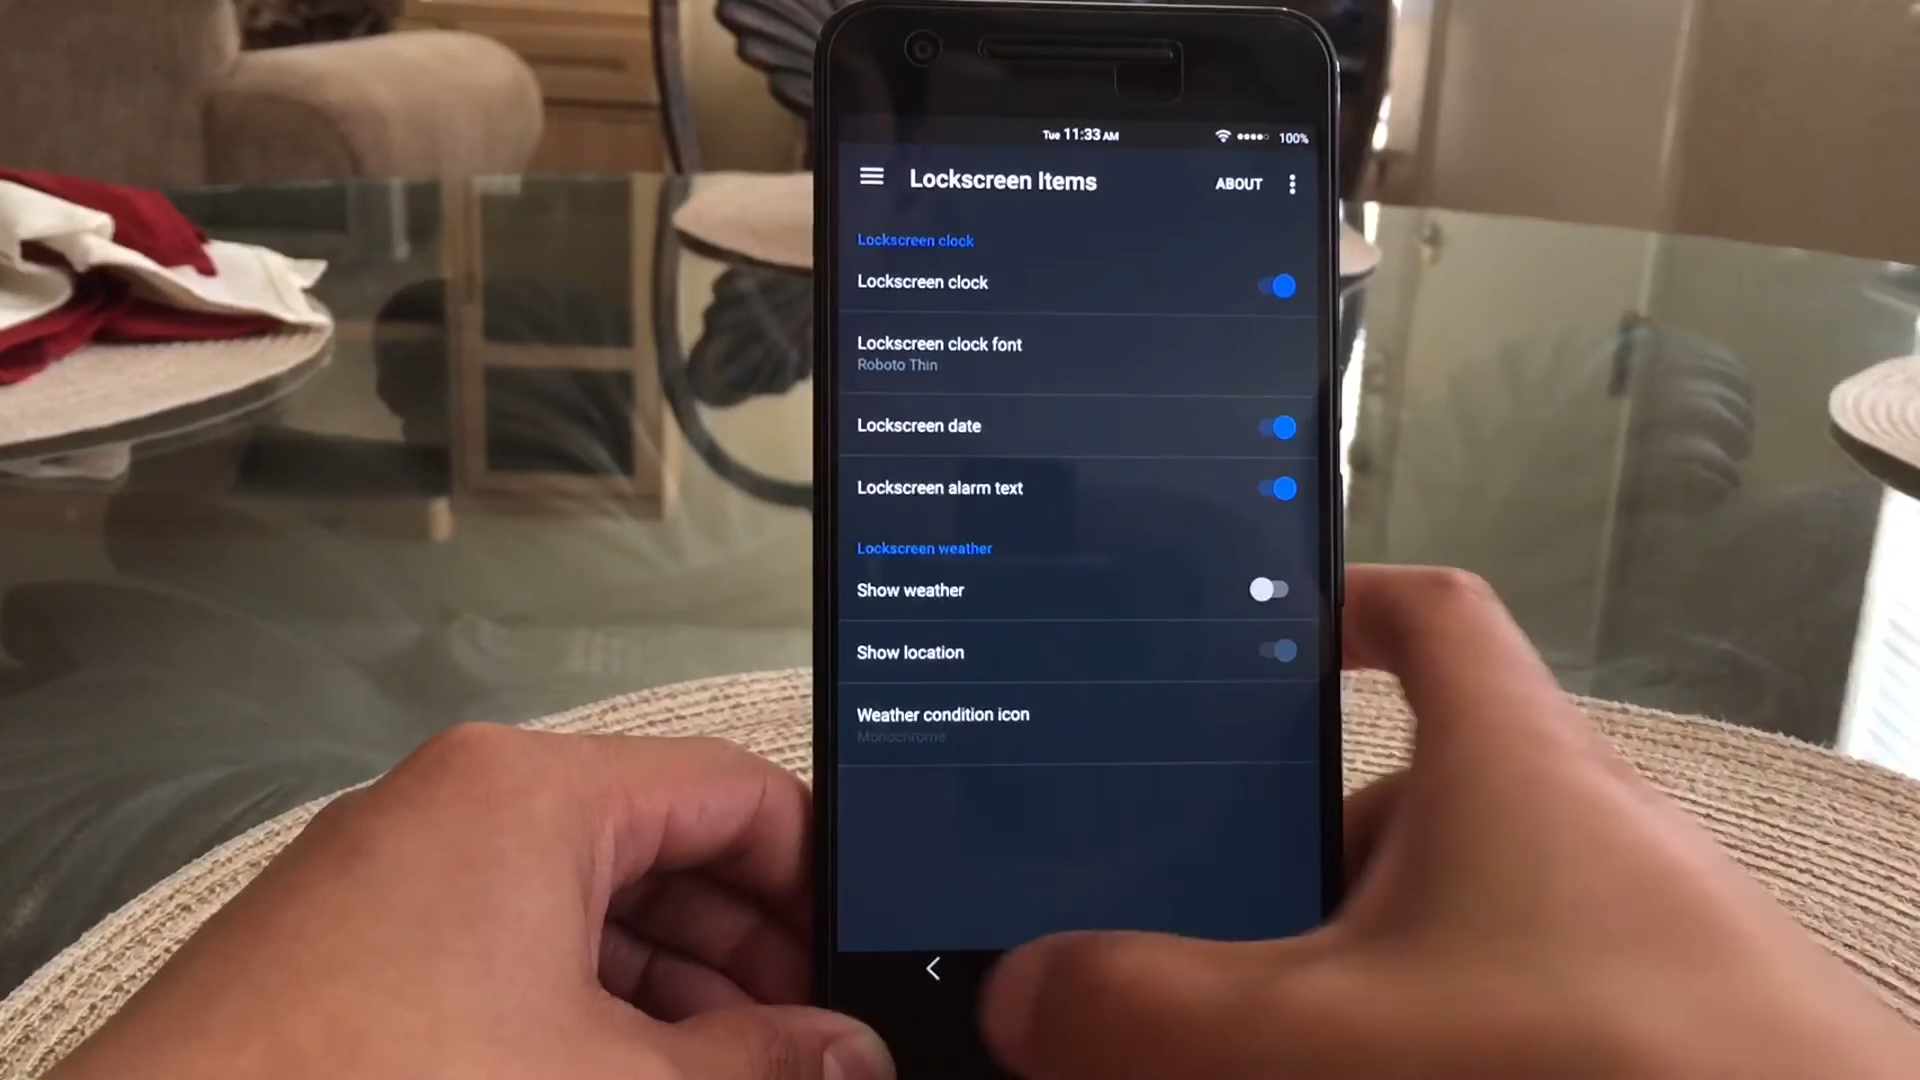 Tue 11:33 AM
100%
Lockscreen Items
ABOUT
Lockscreen clock
Lockscreen clock
Lockscreen clock font
Roboto Thin
Lockscreen date
Lockscreen alarm text
Lockscreen weather
Show weather
Show location
Weather condition icon
Monochrome